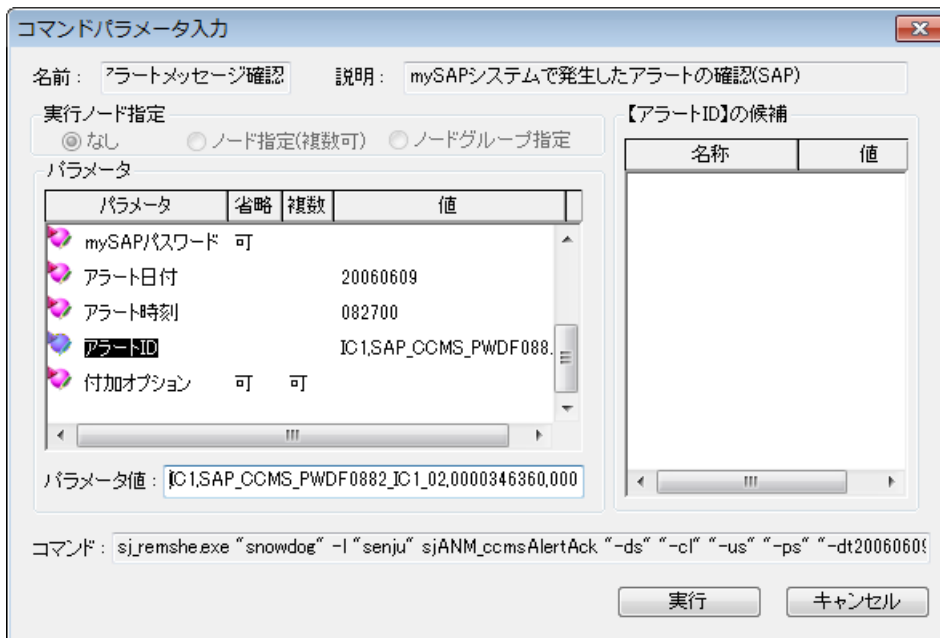 コマンドパラメータ入力
名前： アラートメッセージ確認 説明： mySAPシステムで発生したアラートの確認(SAP)
実行ノード指定
なし ノード指定(複数可) ノードグループ指定
パラメータ
パラメータ 省略 複数 値
mySAPパスワード 可
アラート日付 20060609
アラート時刻 082700
アラートID IC1,SAP_CCMS_PWDF088.
付加オプション 可 可
パラメータ値： IC1,SAP_CCMS_PWDF0882_IC1_02,0000346360,000
【アラートID】の候補
名称 値
コマンド： sj_remshe.exe "snowdog" -l "senju" sjANM_ccmsAlertAck "-ds" "-cl" "-us" "-ps" "-dt20060609
実行 キャンセル